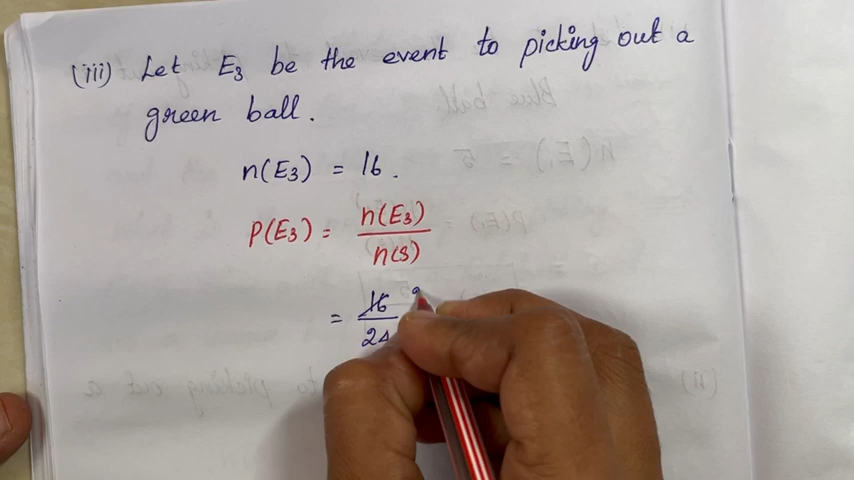 (iii) Let E₃ be the event to picking out a
green ball.
n(E₃) = 16.
P(E₃) = n(E₃)
n(S)
= 16
24